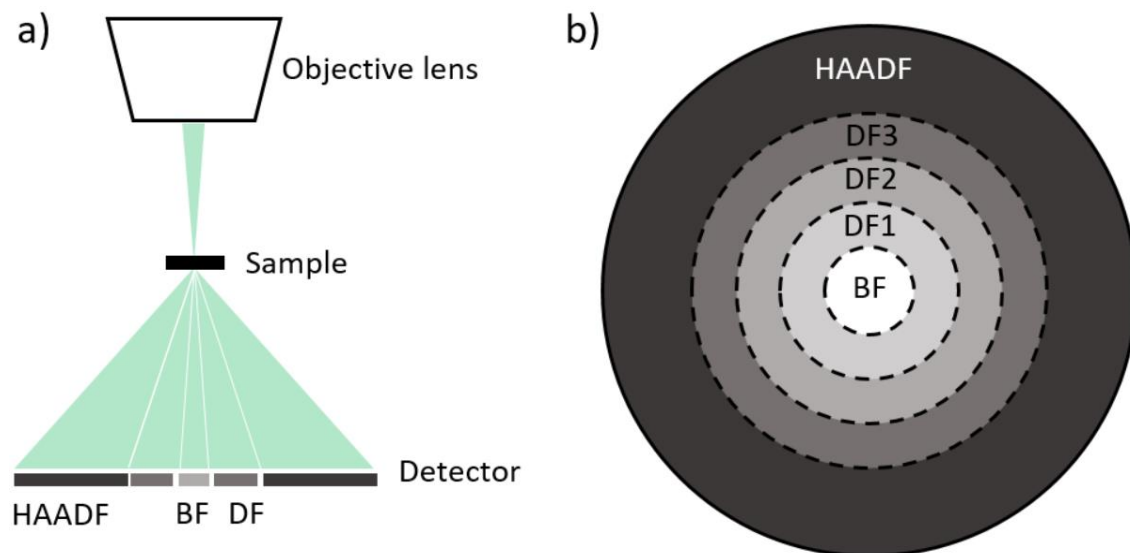 a)
Objective lens
Sample
Detector
HAADF
BF
DF
b)
HAADF
DF3
DF2
DF1
BF